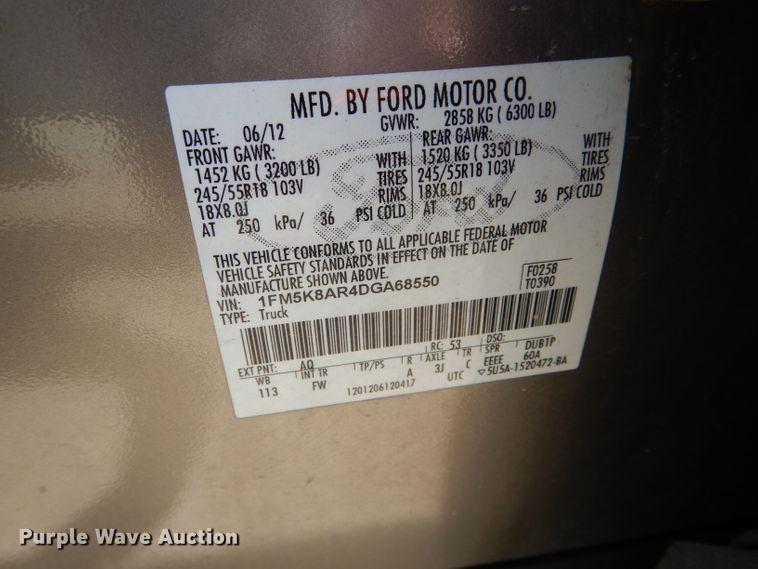 MFD. BY FORD MOTOR CO.
DATE: 06/12 GVWR: 2858 KG ( 6300 LB)
FRONT GAWR: REAR GAWR:
1452 KG ( 3200 LB) WITH 1520 KG ( 3350 LB) WITH
245/55R18 103V TIRES 245/55R18 103V TIRES
18X8.0J RIMS 18X8.0J RIMS
AT 250 kPa/ 36 PSI COLD AT 250 kPa/ 36 PSI COLD
THIS VEHICLE CONFORMS TO ALL APPLICABLE FEDERAL MOTOR
VEHICLE SAFETY STANDARDS IN EFFECT ON THE DATE OF
MANUFACTURE SHOWN ABOVE.
VIN: 1FM5K8AR4DGA68550 F0258
TYPE: Truck T0390
RC: 53 DSO:
EXT PNT: AQ DUB1P
WB INT TR TP/PS R AXLE TR SPR 60A
113 FW A 3J C EEEE
1201206120417 UTC ▽5U5A-1520472-BA
Purple Wave Auction